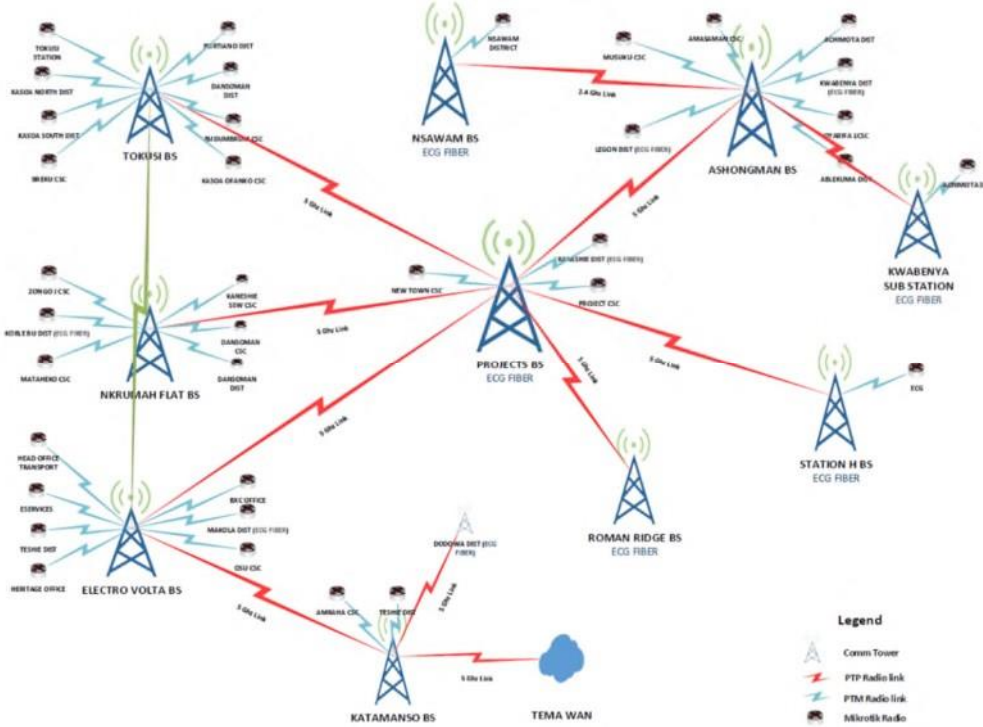 TOKUSI
STATION
KASOA NORTH DIST
KASOA SOUTH DIST
BREKU CSC
DANSOMAN
DIST
KASOA OFANKO CSC
TOKUSI BS
NSAWAM
DISTRICT
NSAWAM BS
ECG FIBER
2.4 Ghz Link
MUSUKU CSC
AMASAMAN CSC
ACHIMOTA DIST
KWABENYA DIST
(ECG FIBER)
LEGON DIST (ECG FIBER)
ABLEKUMA DIST
ASHONGMAN BS
KWABENYA
SUB STATION
ECG FIBER
5 Ghz Link
5 Ghz Link
ZONGO J CSC
KORLE BU DIST (ECG FIBER)
MATAHEKO CSC
KANESHIE
SEW CSC
DANSOMAN
CSC
DANSOMAN
DIST
NKRUMAH FLAT BS
5 Ghz Link
NEW TOWN CSC
KANESHIE DIST (ECG FIBER)
PROJECT CSC
PROJECTS BS
ECG FIBER
5 Ghz Link
5 Ghz Link
5 Ghz Link
ECG
STATION H BS
ECG FIBER
ROMAN RIDGE BS
ECG FIBER
HEAD OFFICE
TRANSPORT
ESERVICES
TESHIE DIST
HERITAGE OFFICE
MAKOLA DIST (ECG FIBER)
OSU CSC
ELECTRO VOLTA BS
5 Ghz Link
DODOWA DIST (ECG
FIBER)
5 Ghz Link
TESHIE DIST
KATAMANSO BS
5 Ghz Link
TEMA WAN
Legend
Comm Tower
PTP Radio link
PTM Radio link
Mikrotik Radio